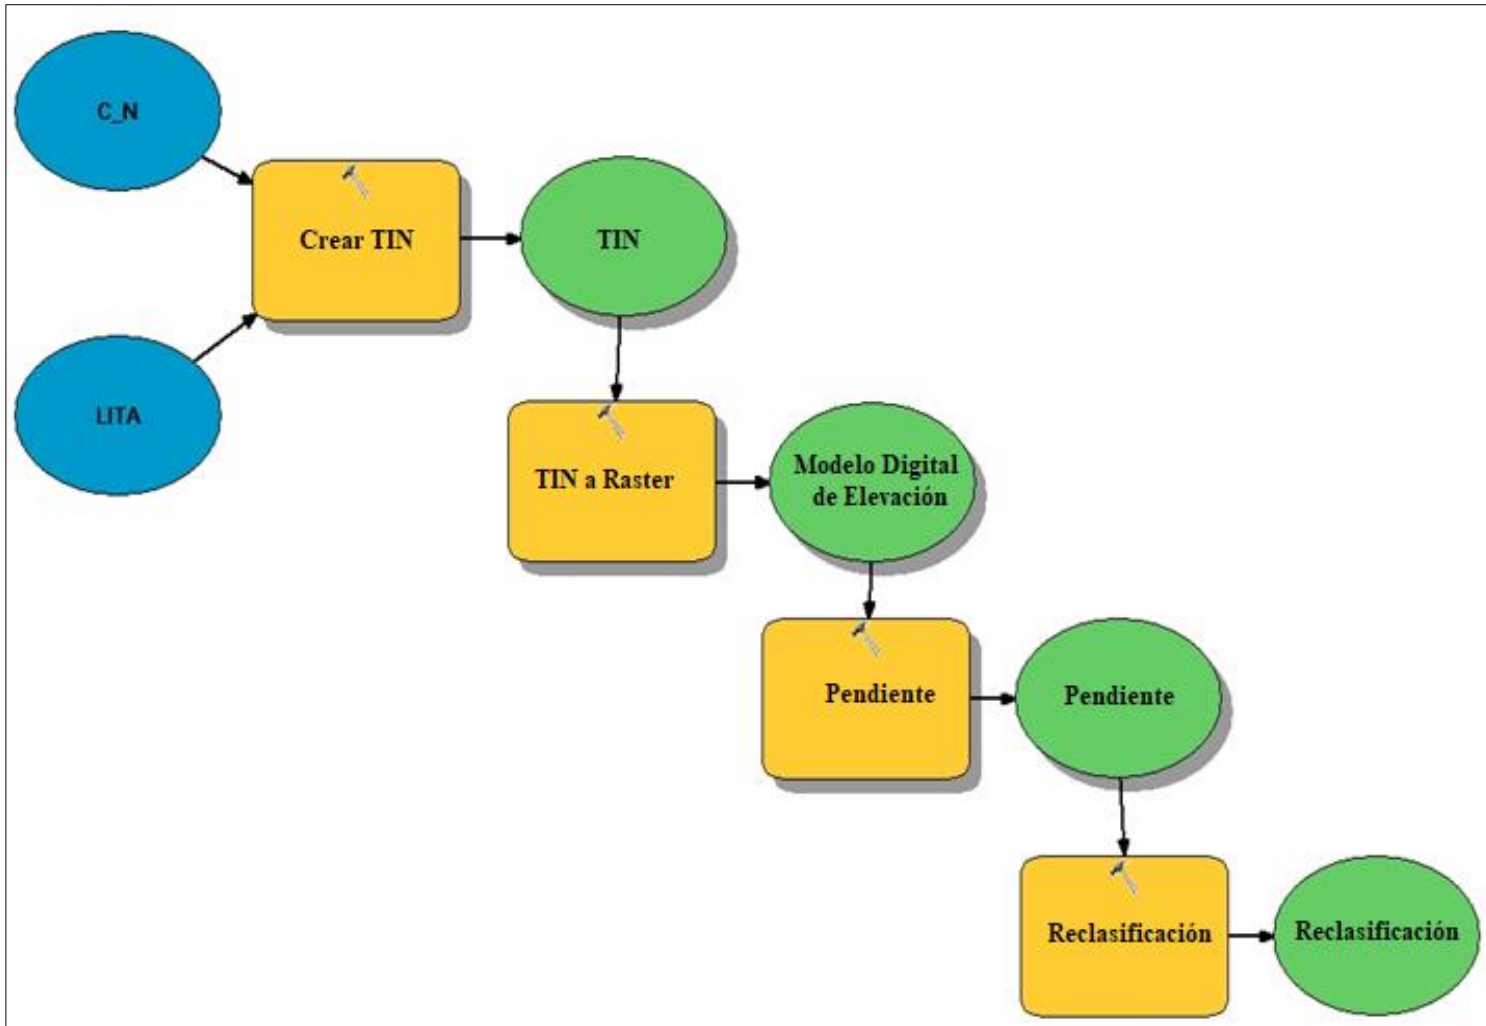 C_N
Crear TIN
TIN
LITA
TIN a Raster
Modelo Digital
de Elevación
Pendiente
Pendiente
Reclasificación
Reclasificación